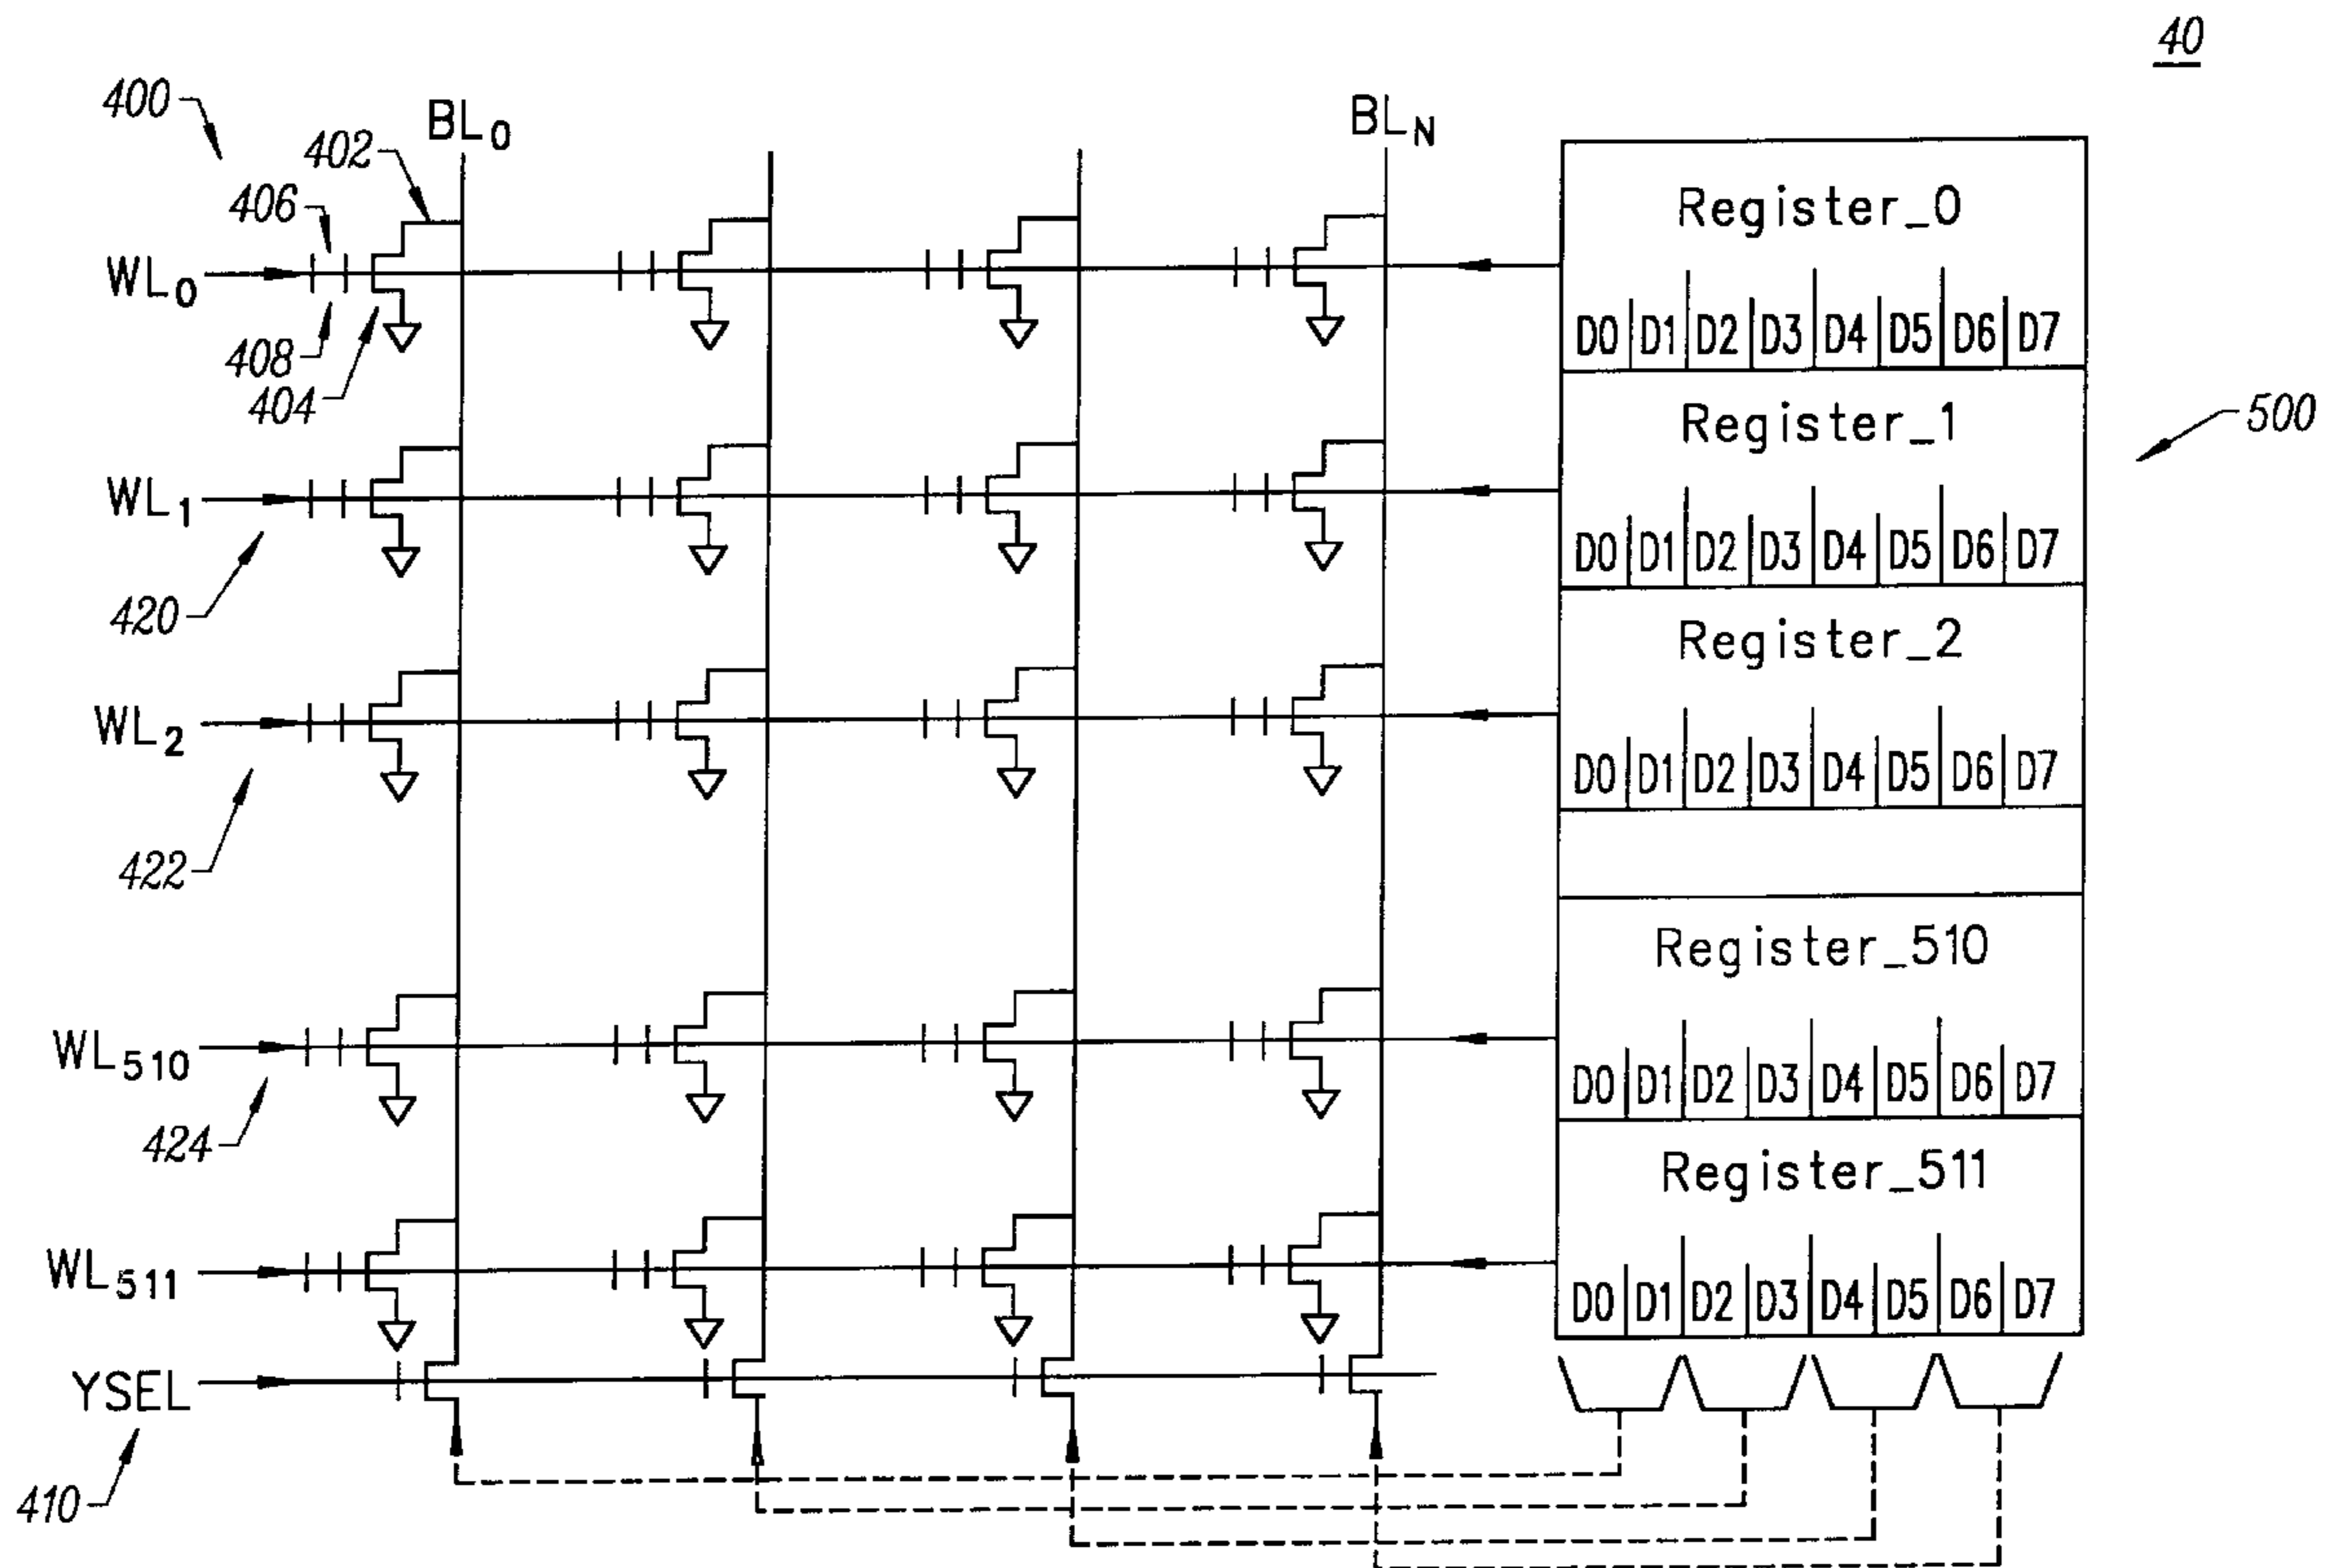 40
400
BL0
BLN
402
406
WL0
408
404
Register_0
D0 D1 D2 D3 D4 D5 D6 D7
Register_1
500
WL1
D0 D1 D2 D3 D4 D5 D6 D7
420
Register_2
WL2
D0 D1 D2 D3 D4 D5 D6 D7
422
Register_510
WL510
D0 D1 D2 D3 D4 D5 D6 D7
424
Register_511
WL511
D0 D1 D2 D3 D4 D5 D6 D7
YSEL
410